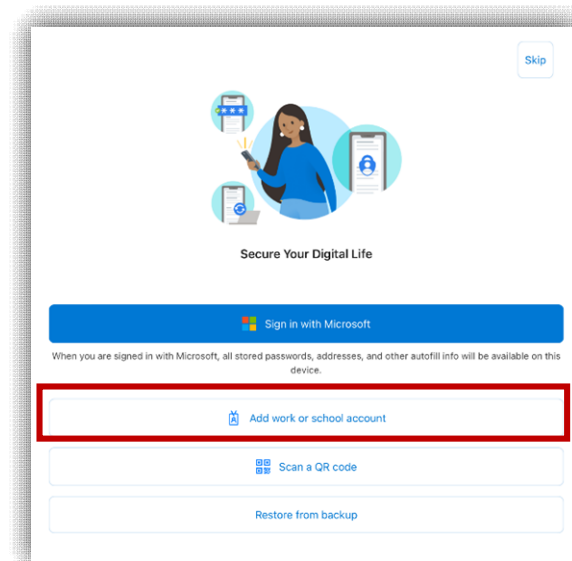 Skip
Secure Your Digital Life
Sign in with Microsoft
When you are signed in with Microsoft, all stored passwords, addresses, and other autofill info will be available on this
device.
Add work or school account
Scan a QR code
Restore from backup